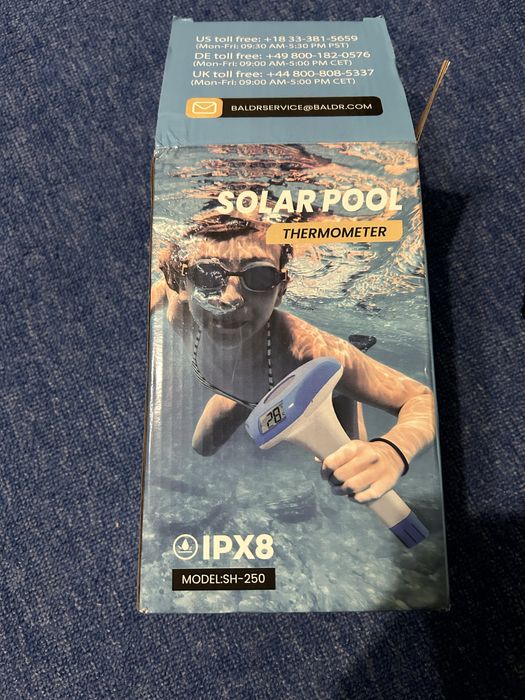 US toll free: +18 33-381-5659
(Mon-Fri: 09:30 AM-5:30 PM PST)
DE toll free: +49 800-182-0576
(Mon-Fri: 09:00 AM-5:00 PM CET)
UK toll free: +44 800-808-5337
(Mon-Fri: 09:00 AM-5:00 PM CET)
BALDRSERVICE@BALDR.COM
SOLAR POOL
THERMOMETER
28
IPX8
MODEL:SH-250